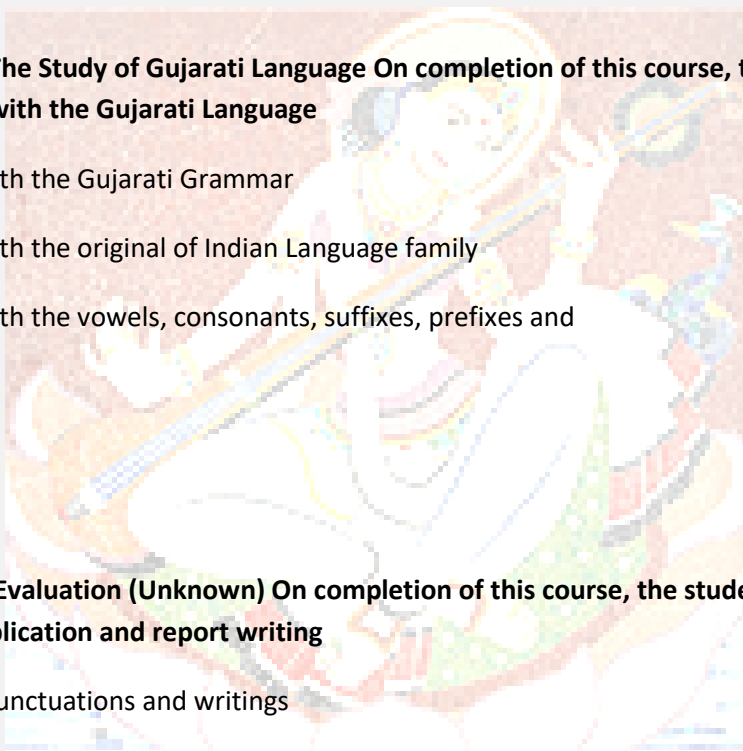 The Study of Gujarati Language On completion of this course, t
with the Gujarati Language
th the Gujarati Grammar
th the original of Indian Language family
th the vowels, consonants, suffixes, prefixes and
Evaluation (Unknown) On completion of this course, the stude
plication and report writing
unctuations and writings